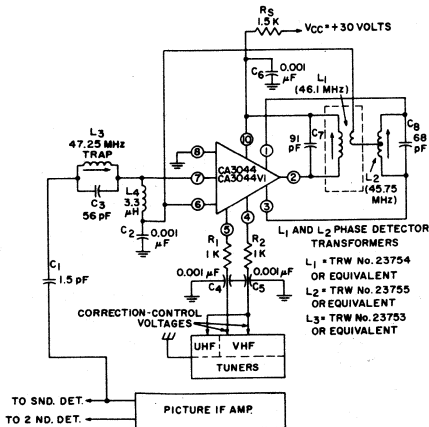 RS
1.5 K
VCC=+30 VOLTS
C6 0.001
μF
L1
(46.1 MHz)
L3
47.25 MHz
TRAP
C3
56 pF
L4
3.3
μH
C2
0.001
μF
C1
1.5 pF
8
7
6
10
1
2
3
4
5
CA3044
CA3044VI
91
pF
C7
C8
68
pF
L2
(45.75
MHz)
R1
1K
R2
1K
0.001 μF
C4
0.001 μF
C5
L1 AND L2 PHASE DETECTOR
TRANSFORMERS
L1 = TRW No. 23754
OR EQUIVALENT
L2 = TRW No. 23755
OR EQUIVALENT
L3 = TRW No. 23753
OR EQUIVALENT
CORRECTION-CONTROL
VOLTAGES
UHF
VHF
TUNERS
TO SND. DET.
TO 2 ND. DET.
PICTURE IF AMP.